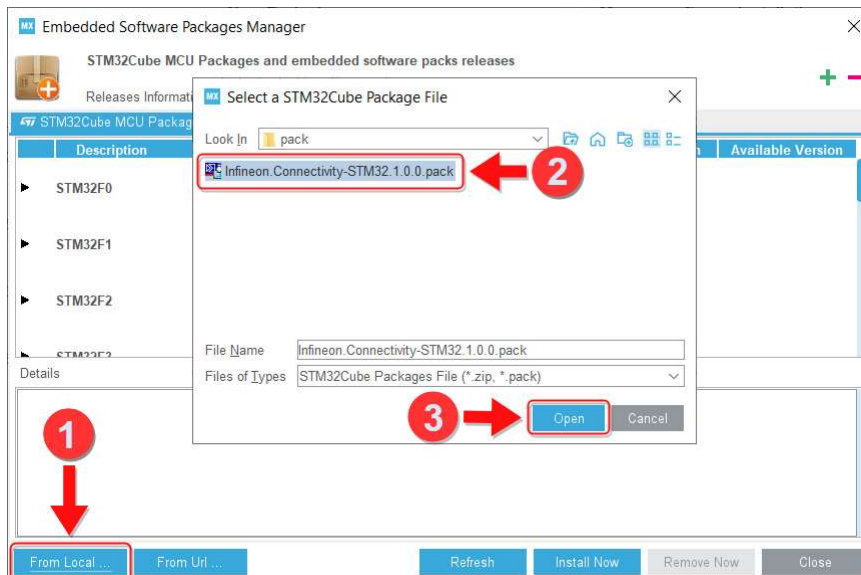 MX Embedded Software Packages Manager
STM32Cube MCU Packages and embedded software packs releases
Releases Informati
STM32Cube MCU Packag
Description
n
Available Version
STM32F0
STM32F1
STM32F2
STM32F3
Details
MX Select a STM32Cube Package File
Look In pack
Infineon.Connectivity-STM32.1.0.0.pack
2
File Name Infineon.Connectivity-STM32.1.0.0.pack
Files of Types STM32Cube Packages File (*.zip, *.pack)
3
Open Cancel
1
From Local ... From Url ... Refresh Install Now Remove Now Close